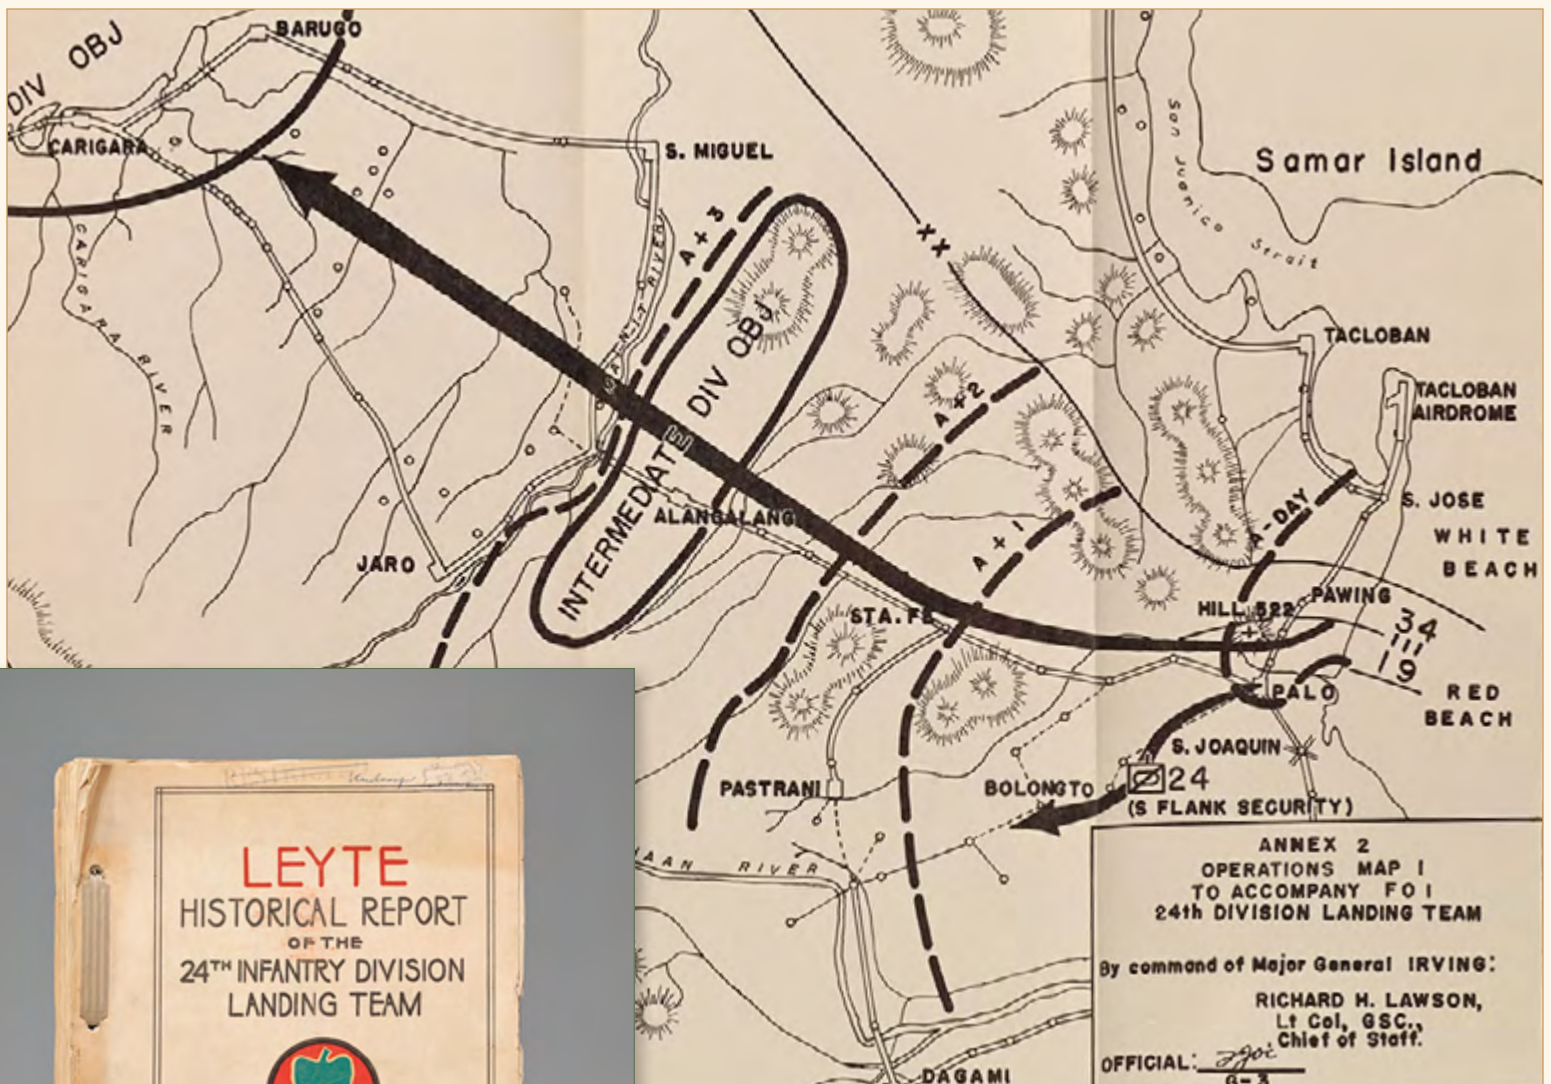 DIV OBJ
BARUGO
CARIGARA
S. MIGUEL
CARIGARA RIVER
RIVER
A + 3
INTERMEDIATE DIV OBJ
JARO
ALANGALANG
XX
A + 2
A + 1
A - DAY
San Juanico Strait
Samar Island
TACLOBAN
TACLOBAN
AIRDROME
S. JOSE
WHITE
BEACH
PAWING
HILL 522
STA. FE
34
III
19
PALO
RED
BEACH
S. JOAQUIN
24
(S FLANK SECURITY)
BOLONGTO
PASTRANI
RIVER
DAGAMI
ANNEX 2
OPERATIONS MAP I
TO ACCOMPANY FO I
24th DIVISION LANDING TEAM
By command of Major General IRVING:
RICHARD H. LAWSON,
Lt Col, GSC.,
Chief of Staff.
OFFICIAL:
G-3
LEYTE
HISTORICAL REPORT
OF THE
24TH INFANTRY DIVISION
LANDING TEAM